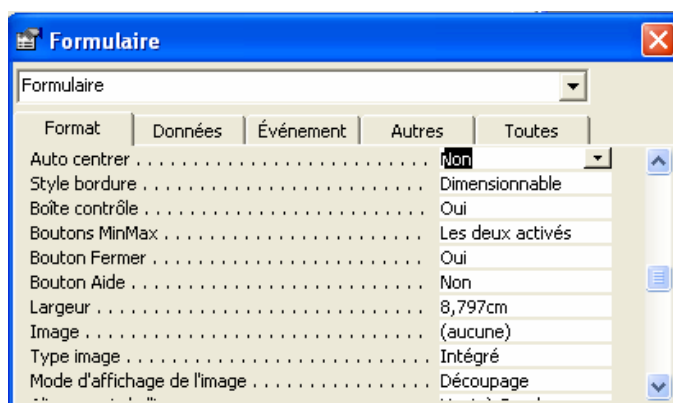 Formulaire
Formulaire
Format Données Événement Autres Toutes
Auto centrer . . . . . . . . . . . . . . . . . . . . . . . . . . Non
Style bordure . . . . . . . . . . . . . . . . . . . . . . . . . Dimensionnable
Boîte contrôle . . . . . . . . . . . . . . . . . . . . . . . . . Oui
Boutons MinMax . . . . . . . . . . . . . . . . . . . . . . . Les deux activés
Bouton Fermer . . . . . . . . . . . . . . . . . . . . . . . . . Oui
Bouton Aide . . . . . . . . . . . . . . . . . . . . . . . . . . Non
Largeur . . . . . . . . . . . . . . . . . . . . . . . . . . . . . 8,797cm
Image . . . . . . . . . . . . . . . . . . . . . . . . . . . . . . (aucune)
Type image . . . . . . . . . . . . . . . . . . . . . . . . . . Intégré
Mode d'affichage de l'image . . . . . . . . . . . . . . Découpage